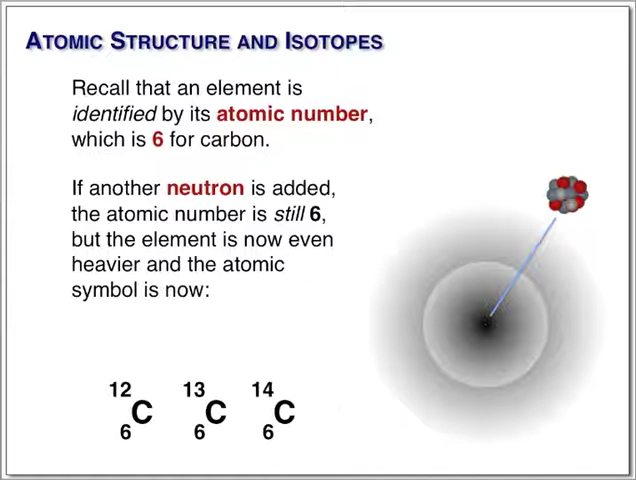 ATOMIC STRUCTURE AND ISOTOPES
Recall that an element is
identified by its atomic number,
which is 6 for carbon.
If another neutron is added,
the atomic number is still 6,
but the element is now even
heavier and the atomic
symbol is now:
12 13 14
C C C
6 6 6